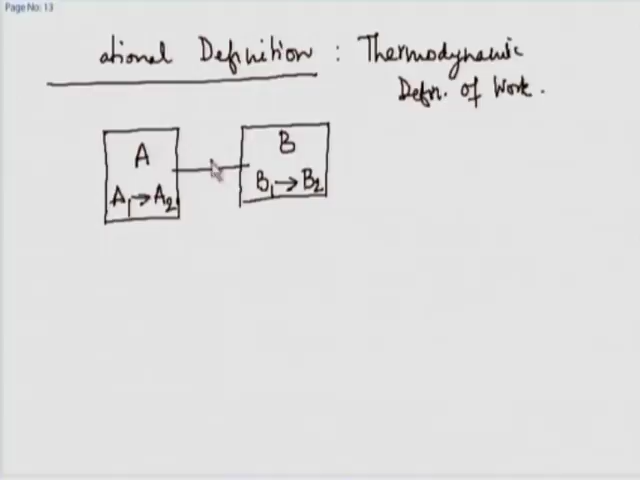 Page No: 13
ational Definition : Thermodynamic
Defn. of Work.
A
A₁→A₂
B
B₁→B₂